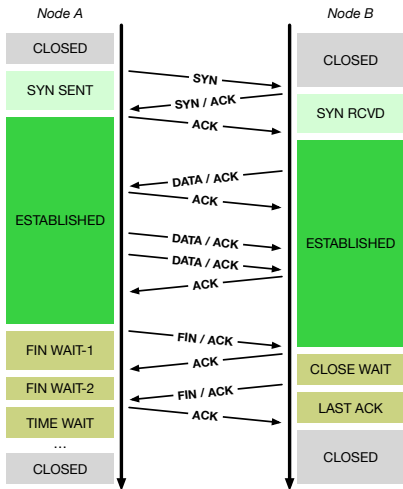 Node A
Node B
CLOSED
CLOSED
SYN
SYN SENT
SYN / ACK
SYN RCVD
ACK
DATA / ACK
ACK
ESTABLISHED
ESTABLISHED
DATA / ACK
DATA / ACK
ACK
FIN / ACK
FIN WAIT-1
ACK
CLOSE WAIT
FIN WAIT-2
FIN / ACK
LAST ACK
ACK
TIME WAIT
...
CLOSED
CLOSED